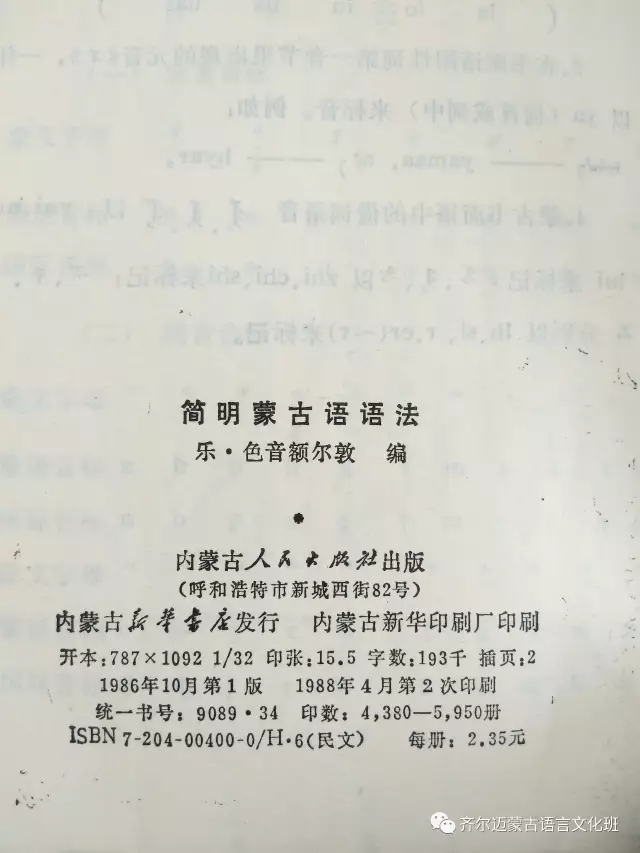 简明蒙古语语法
乐·色音额尔敦 编
内蒙古人民出版社出版
(呼和浩特市新城西街82号)
内蒙古新华书店发行 内蒙古新华印刷厂印刷
开本:787×1092 1/32 印张:15.5 字数:193千 插页:2
1986年10月第1版 1988年4月第2次印刷
统一书号: 9089·34 印数: 4,380—5,950册
ISBN 7-204-00400-0/H·6(民文) 每册: 2.35元
齐尔迈蒙古语言文化班